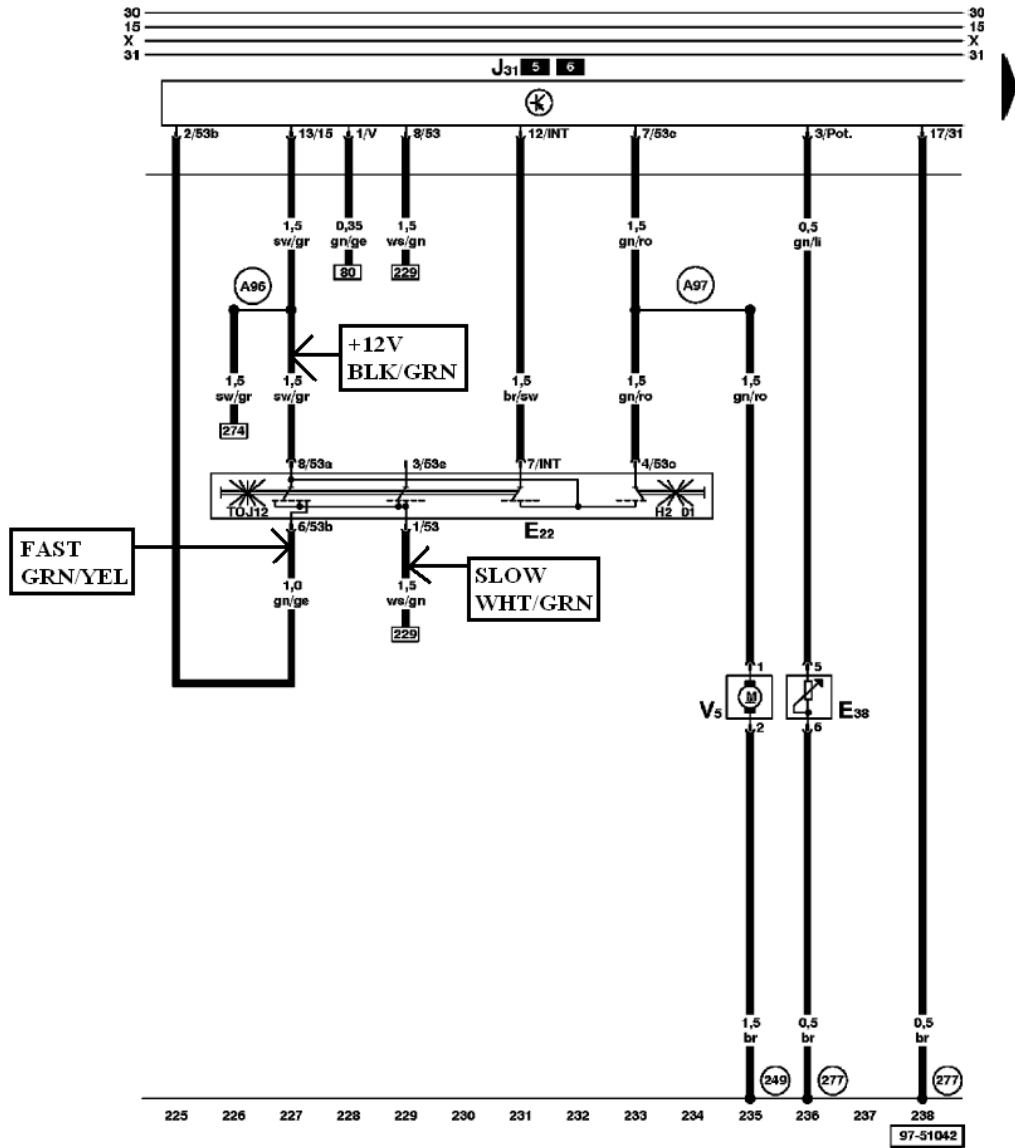 30 30
15 15
X X
31 31
J31 5 6
2/53b 13/15 1/V 8/53 12/INT 7/53c 3/Pot. 17/31
1,5 0,35 1,5 1,5 0,5
sw/gr gn/ge ws/gn gn/ro gn/li
80 229
A96 A97
+12V
BLK/GRN
1,5 1,5 1,5 1,5 1,5
sw/gr sw/gr br/sw gn/ro gn/ro
274
8/53a 3/53e 7/INT 4/53c
TOJ12 H2 D1
6/53b 1/53 E22
FAST
GRN/YEL
SLOW
WHT/GRN
1,0 1,5
gn/ge ws/gn
229
1 5
V5 M E38
2 6
1,5 0,5 0,5
br br br
249 277 277
225 226 227 228 229 230 231 232 233 234 235 236 237 238
97-51042